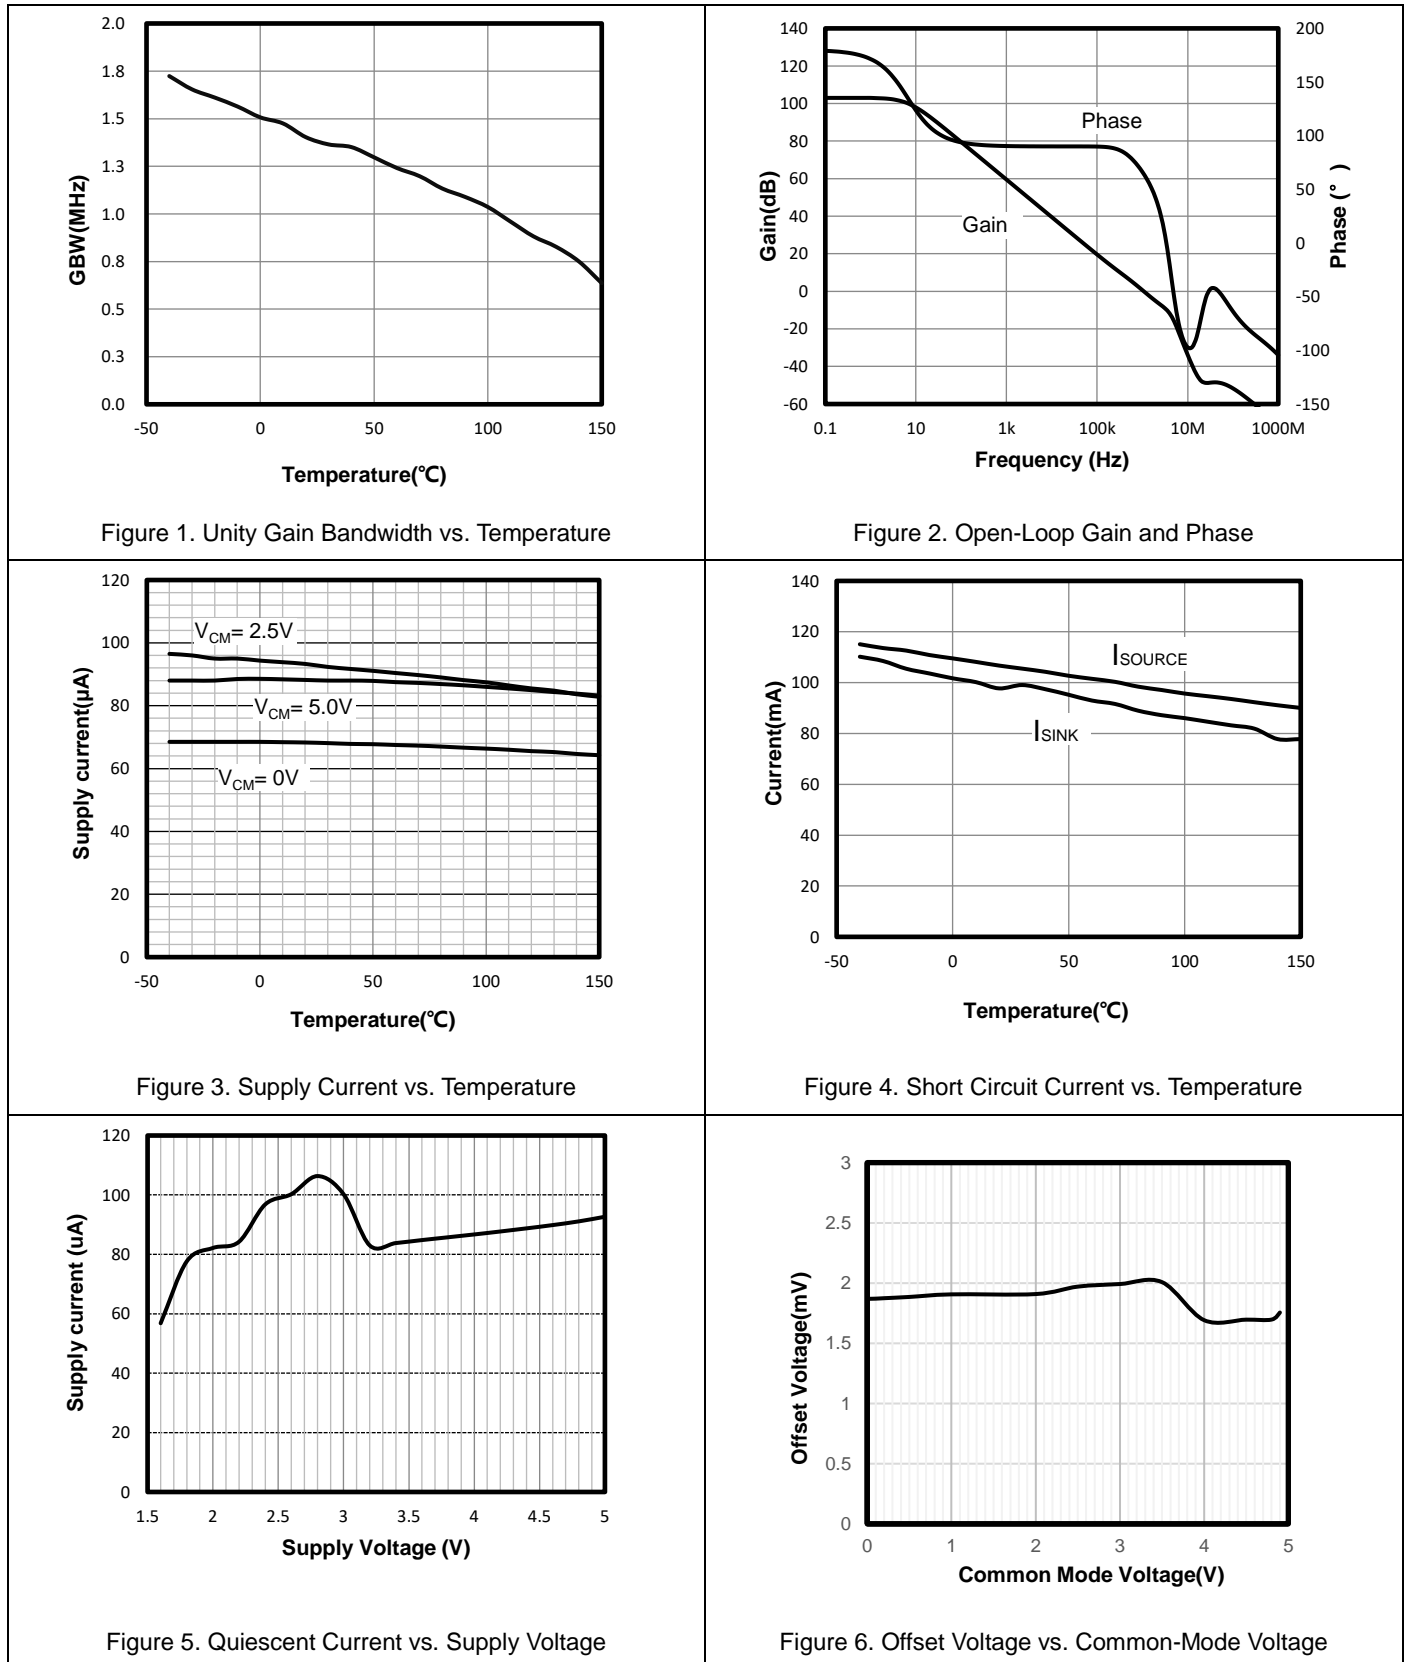 2.0
1.8
1.5
1.3
1.0
0.8
0.5
0.3
0.0
GBW(MHz)
-50 0 50 100 150
Temperature(℃)
Figure 1. Unity Gain Bandwidth vs. Temperature
140
120
100
80
60
40
20
0
-20
-40
-60
Gain(dB)
Phase
Gain
200
150
100
50
0
-50
-100
-150
Phase (°)
0.1 10 1k 100k 10M 1000M
Frequency (Hz)
Figure 2. Open-Loop Gain and Phase
120
100
80
60
40
20
0
Supply current(μA)
VCM= 2.5V
VCM= 5.0V
VCM= 0V
-50 0 50 100 150
Temperature(℃)
Figure 3. Supply Current vs. Temperature
140
120
100
80
60
40
20
0
Current(mA)
ISOURCE
ISINK
-50 0 50 100 150
Temperature(℃)
Figure 4. Short Circuit Current vs. Temperature
120
100
80
60
40
20
0
Supply current (uA)
1.5 2 2.5 3 3.5 4 4.5 5
Supply Voltage (V)
Figure 5. Quiescent Current vs. Supply Voltage
3
2.5
2
1.5
1
0.5
0
Offset Voltage(mV)
0 1 2 3 4 5
Common Mode Voltage(V)
Figure 6. Offset Voltage vs. Common-Mode Voltage